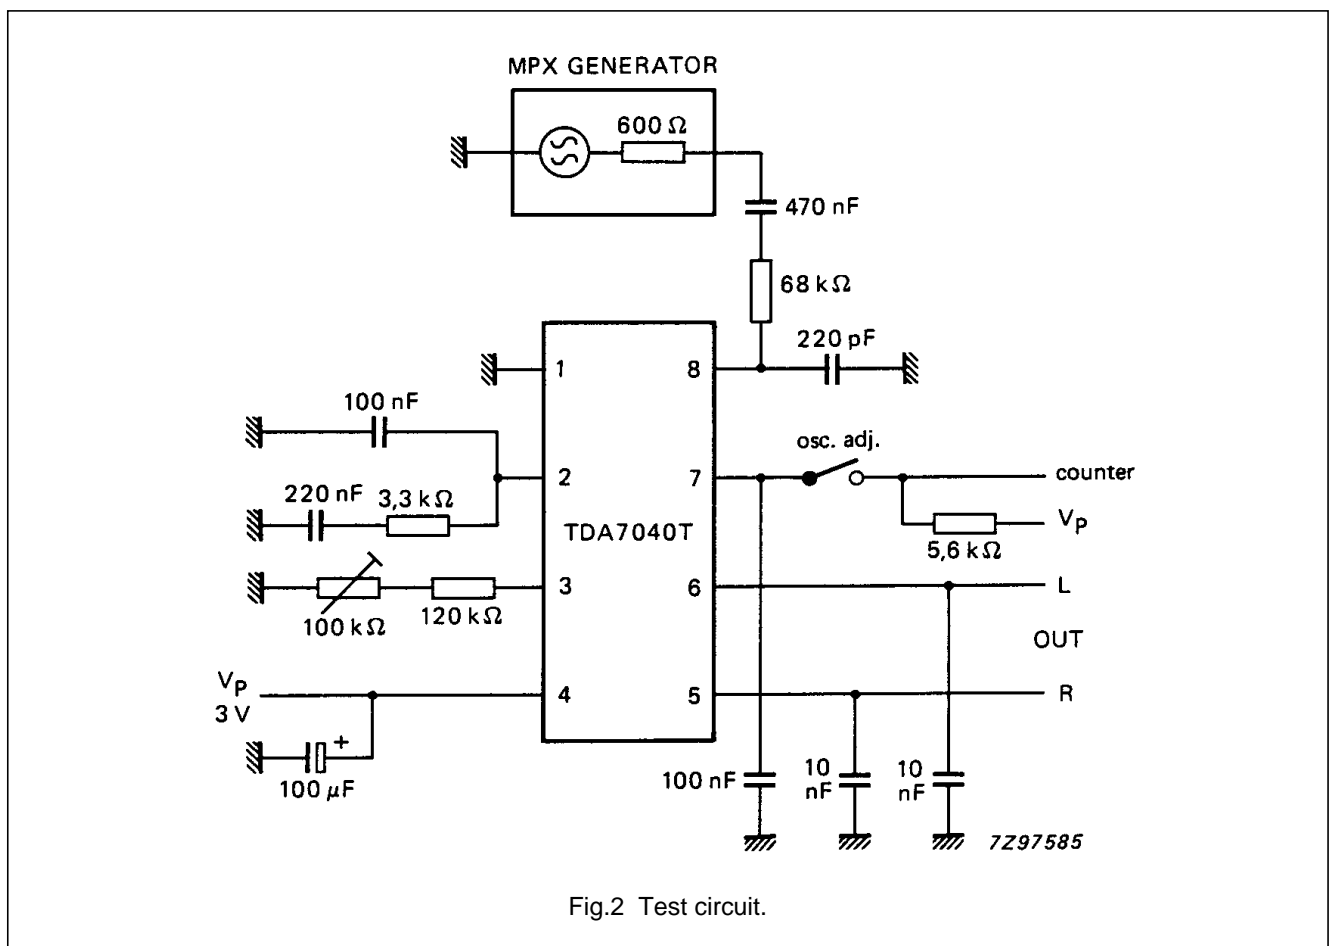 MPX GENERATOR
600 Ω
470 nF
68 kΩ
220 pF
1
8
100 nF
osc. adj.
2
7
counter
220 nF
3,3 kΩ
TDA7040T
VP
5,6 kΩ
3
6
L
100 kΩ
120 kΩ
OUT
VP
3 V
4
5
R
+
100 μF
100 nF
10
nF
10
nF
7Z97585
Fig.2 Test circuit.